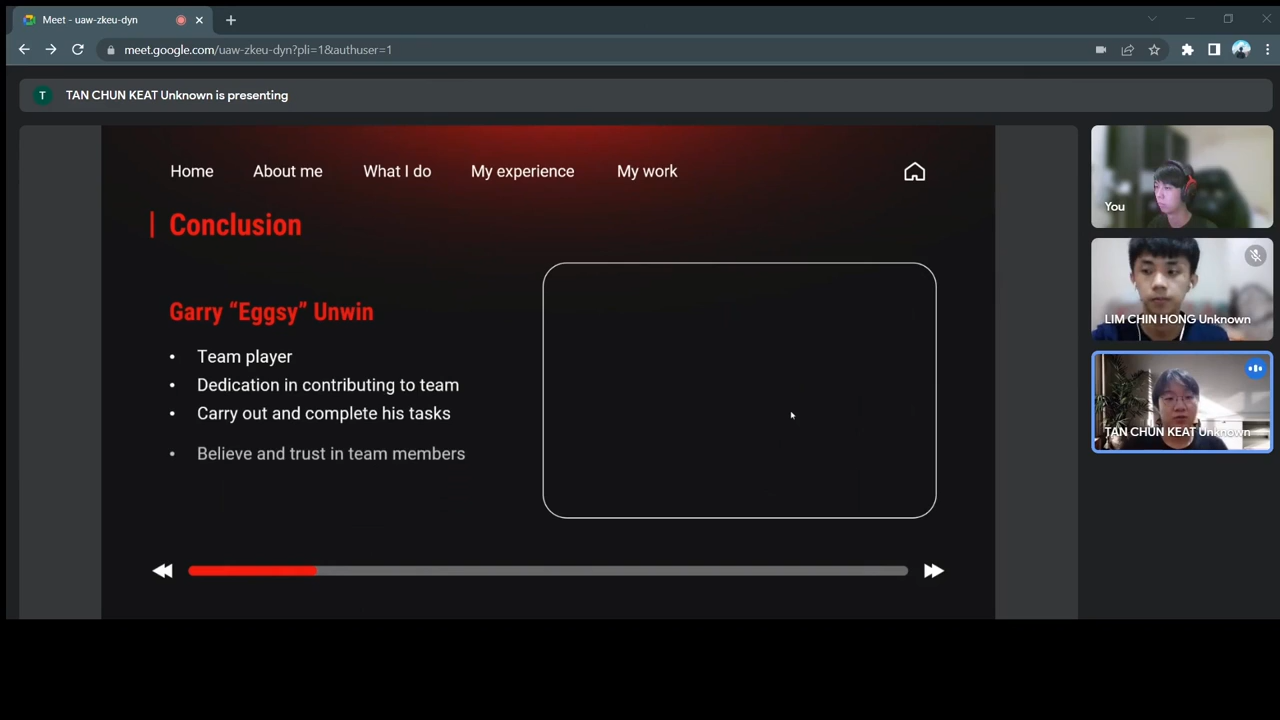 Meet - uaw-zkeu-dyn
meet.google.com/uaw-zkeu-dyn?pli=1&authuser=1
T TAN CHUN KEAT Unknown is presenting
Home About me What I do My experience My work
Conclusion
Garry “Eggsy” Unwin
• Team player
• Dedication in contributing to team
• Carry out and complete his tasks
• Believe and trust in team members
You
LIM CHIN HONG Unknown
TAN CHUN KEAT Unknown